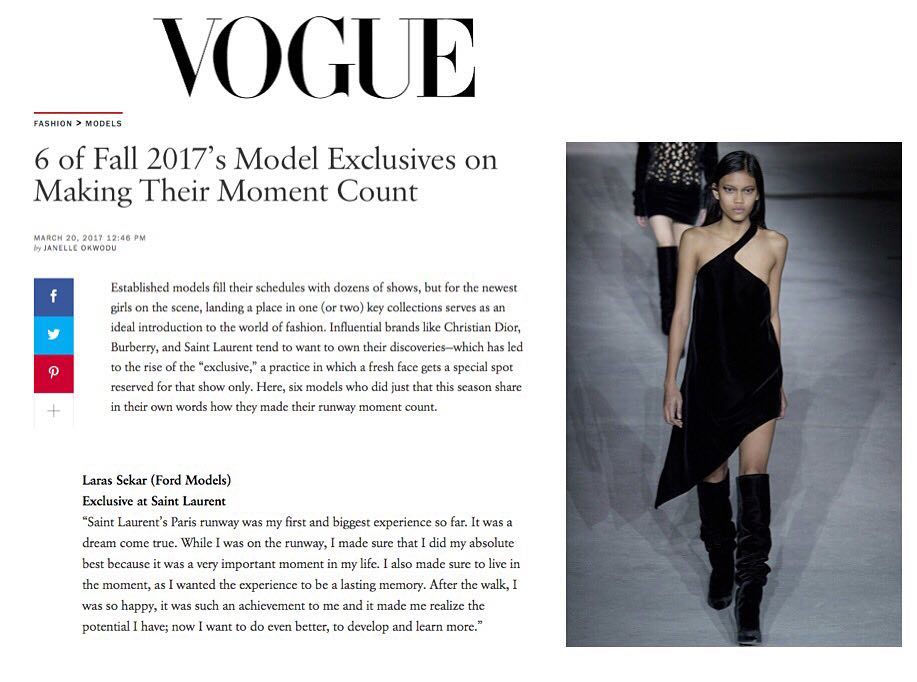 VOGUE
FASHION > MODELS
6 of Fall 2017’s Model Exclusives on
Making Their Moment Count
MARCH 20, 2017 12:46 PM
by JANELLE OKWODU
Established models fill their schedules with dozens of shows, but for the newest
girls on the scene, landing a place in one (or two) key collections serves as an
ideal introduction to the world of fashion. Influential brands like Christian Dior,
Burberry, and Saint Laurent tend to want to own their discoveries—which has led
to the rise of the “exclusive,” a practice in which a fresh face gets a special spot
reserved for that show only. Here, six models who did just that this season share
in their own words how they made their runway moment count.
Laras Sekar (Ford Models)
Exclusive at Saint Laurent
“Saint Laurent’s Paris runway was my first and biggest experience so far. It was a
dream come true. While I was on the runway, I made sure that I did my absolute
best because it was a very important moment in my life. I also made sure to live in
the moment, as I wanted the experience to be a lasting memory. After the walk, I
was so happy, it was such an achievement to me and it made me realize the
potential I have; now I want to do even better, to develop and learn more.”